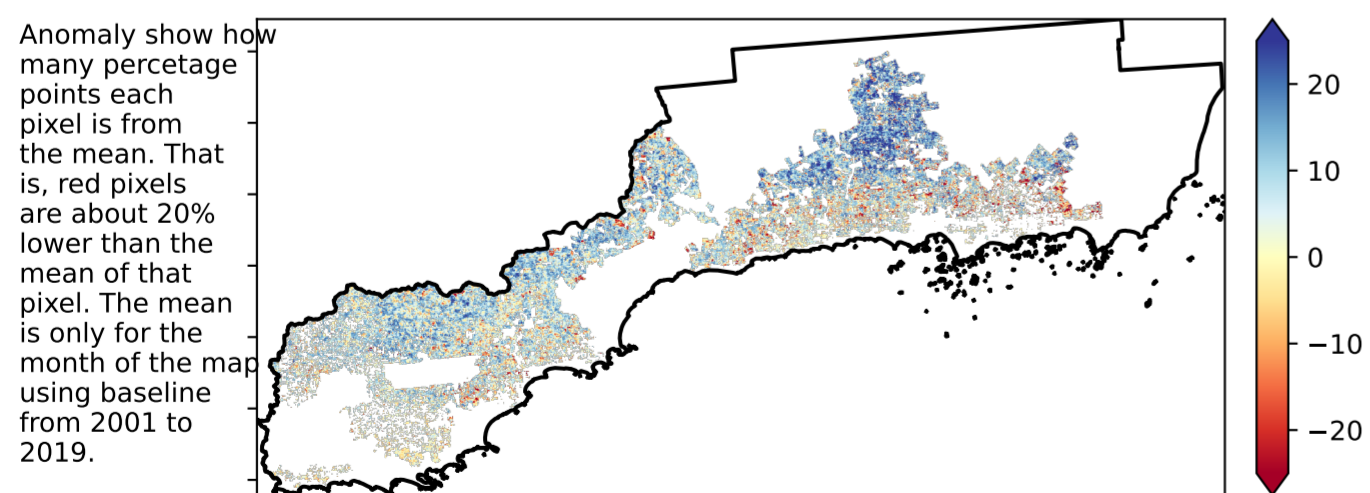 Anomaly show how
many percetage
points each
pixel is from
the mean. That
is, red pixels
are about 20%
lower than the
mean of that
pixel. The mean
is only for the
month of the map
using baseline
from 2001 to
2019.
20
10
0
−10
−20